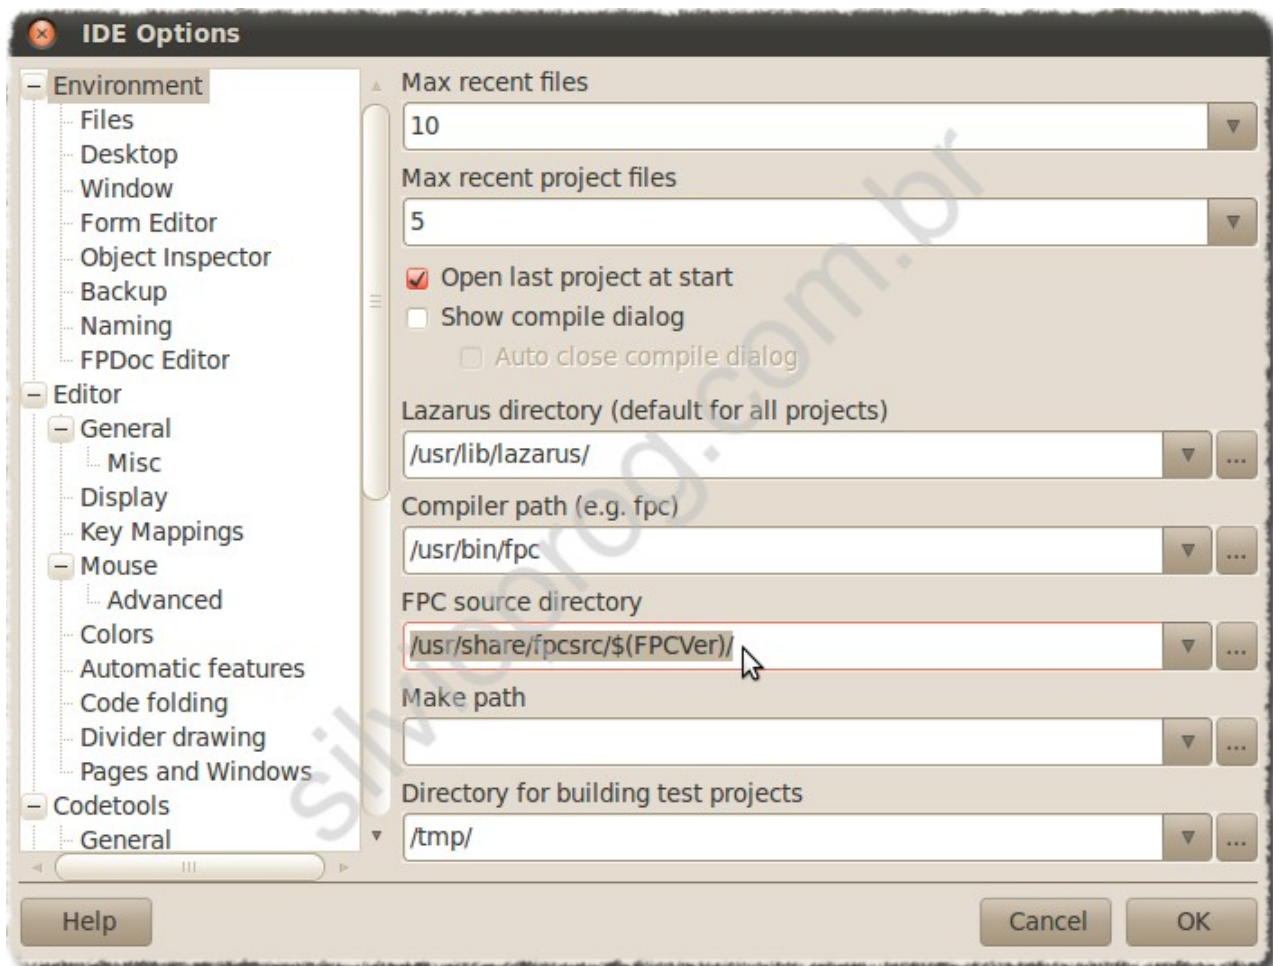 IDE Options
Environment
Files
Desktop
Window
Form Editor
Object Inspector
Backup
Naming
FPDoc Editor
Editor
General
Misc
Display
Key Mappings
Mouse
Advanced
Colors
Automatic features
Code folding
Divider drawing
Pages and Windows
Codetools
General
Max recent files
10
Max recent project files
5
Open last project at start
Show compile dialog
Auto close compile dialog
Lazarus directory (default for all projects)
/usr/lib/lazarus/
...
Compiler path (e.g. fpc)
/usr/bin/fpc
...
FPC source directory
/usr/share/fpcsrc/$(FPCVer)/
...
Make path
...
Directory for building test projects
/tmp/
...
Help
Cancel
OK
silvioprog.com.br